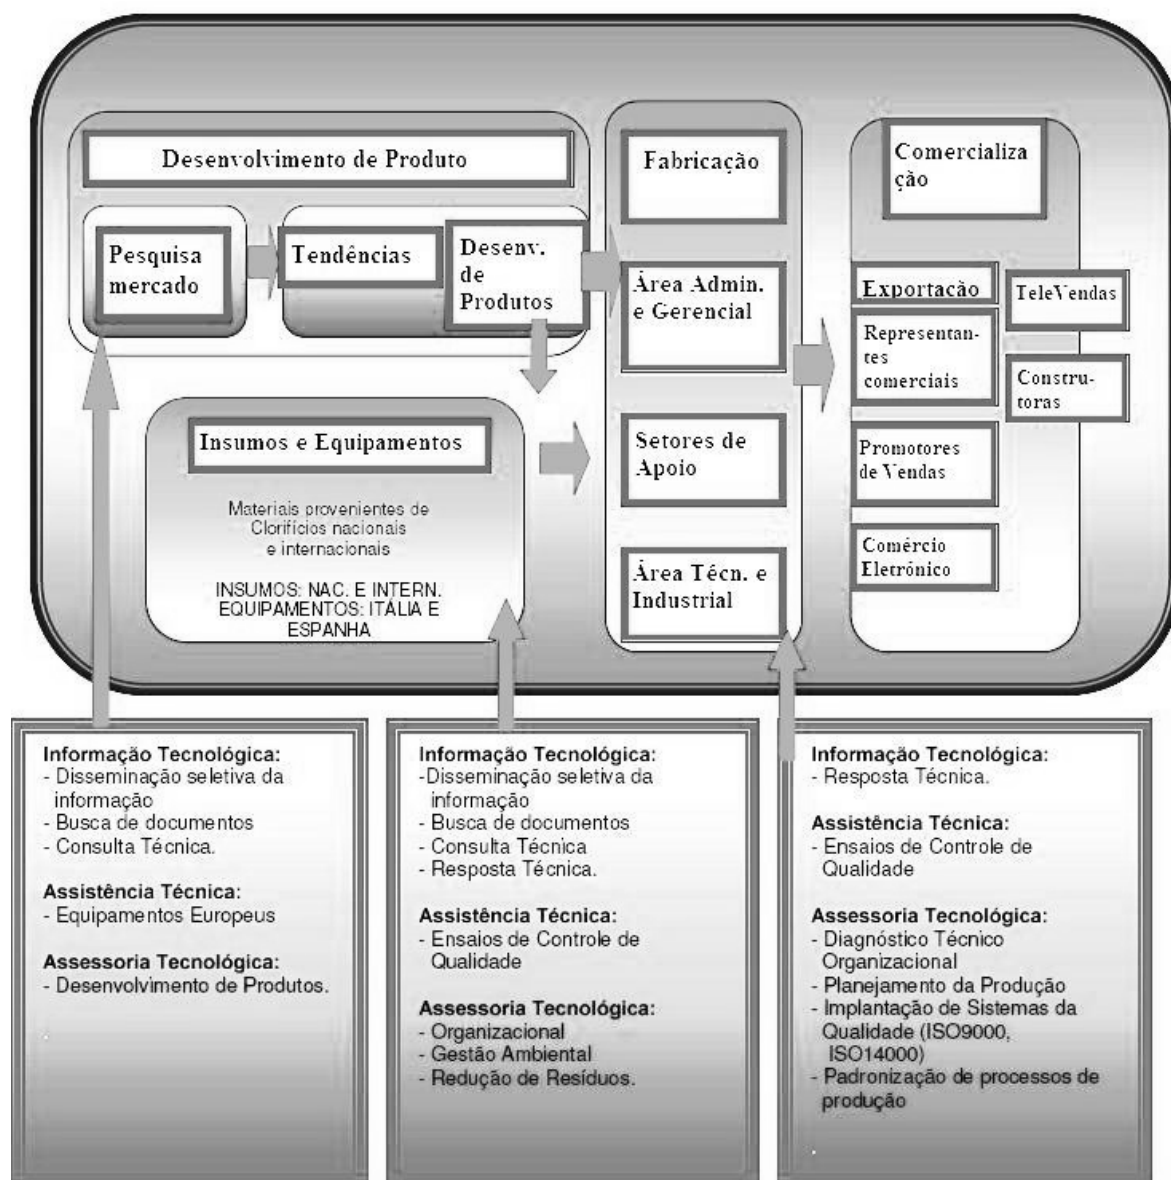 Desenvolvimento de Produto
Pesquisa
mercado
Tendências
Desenv.
de
Produtos
Insumos e Equipamentos
Materiais provenientes de
Clorifícios nacionais
e internacionais
INSUMOS: NAC. E INTERN.
EQUIPAMENTOS: ITÁLIA E
ESPANHA
Fabricação
Área Admin.
e Gerencial
Setores de
Apoio
Área Técn. e
Industrial
Comercializa
ção
Exportação
Representan-
tes
comerciais
Promotores
de Vendas
Comércio
Eletrônico
TeleVendas
Constru-
toras
Informação Tecnológica:
- Disseminação seletiva da
informação
- Busca de documentos
- Consulta Técnica.
Assistência Técnica:
- Equipamentos Europeus
Assessoria Tecnológica:
- Desenvolvimento de Produtos.
.
Informação Tecnológica:
-Disseminação seletiva da
informação
- Busca de documentos
- Consulta Técnica
- Resposta Técnica.
Assistência Técnica:
- Ensaios de Controle de
Qualidade
Assessoria Tecnológica:
- Organizacional
- Gestão Ambiental
- Redução de Resíduos.
Informação Tecnológica:
- Resposta Técnica.
Assistência Técnica:
- Ensaios de Controle de
Qualidade
Assessoria Tecnológica:
- Diagnóstico Técnico
Organizacional
- Planejamento da Produção
- Implantação de Sistemas da
Qualidade (ISO9000,
ISO14000)
- Padronização de processos de
produção
.